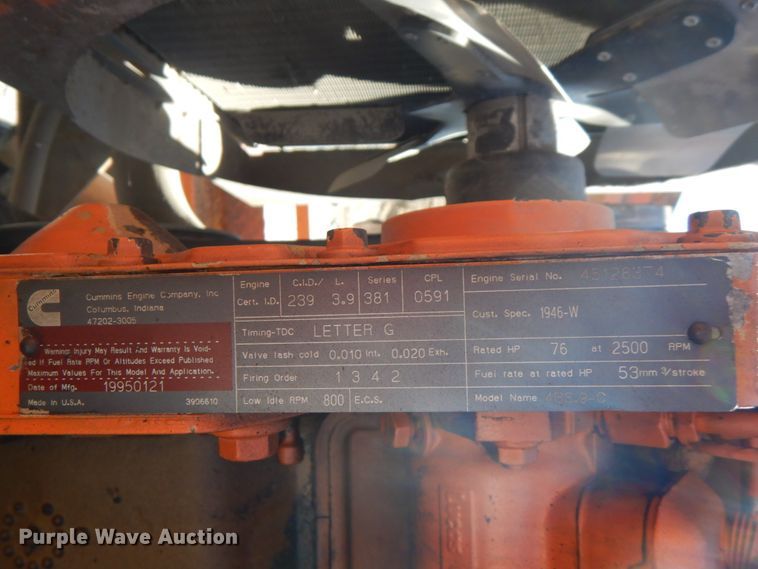 Cummins
Cummins Engine Company, Inc
Columbus, Indiana
47202-3005
Warning: Injury May Result and Warranty Is Void-
ed If Fuel Rate RPM Or Altitudes Exceed Published
Maximum Values For This Model And Application.
Date of Mfg. 19950121
Made In U.S.A. 3906610
Engine C.I.D./ L. Series CPL
Cert. I.D. 239 3.9 381 0591
Timing-TDC LETTER G
Valve lash cold 0.010 Int. 0.020 Exh.
Firing Order 1 3 4 2
Low Idle RPM 800 E.C.S.
Engine Serial No.
Cust. Spec. 1946-W
Rated HP 76 at 2500 RPM
Fuel rate at rated HP 53 mm³/stroke
Model Name
Purple Wave Auction®